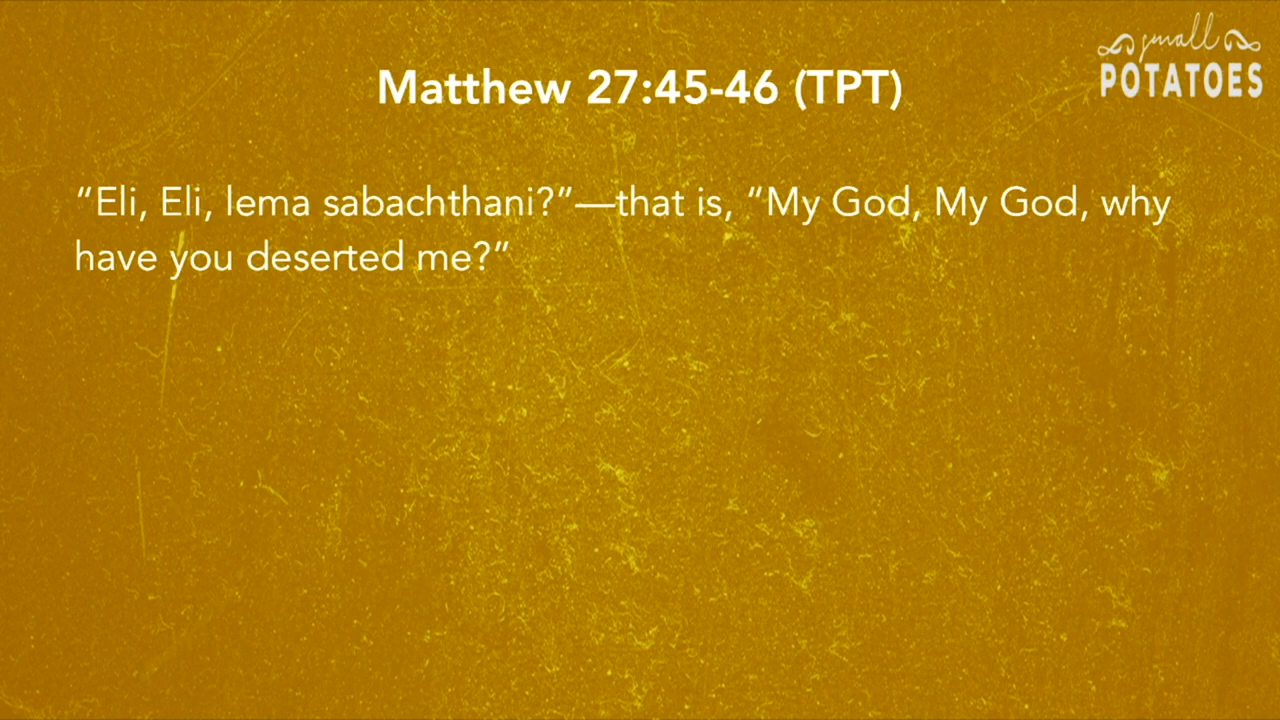 small
POTATOES
Matthew 27:45-46 (TPT)
“Eli, Eli, lema sabachthani?”—that is, “My God, My God, why
have you deserted me?”